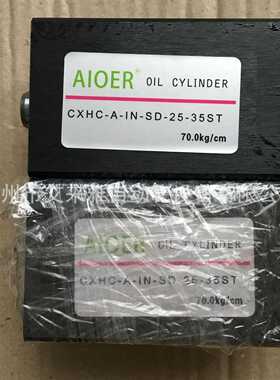 AIOER® OIL CYLINDER
CXHC-A-IN-SD-25-35ST
70.0kg/cm
AIOER® OIL CYLINDER
CXHC-A-IN-SD-25-35ST
70.0kg/cm